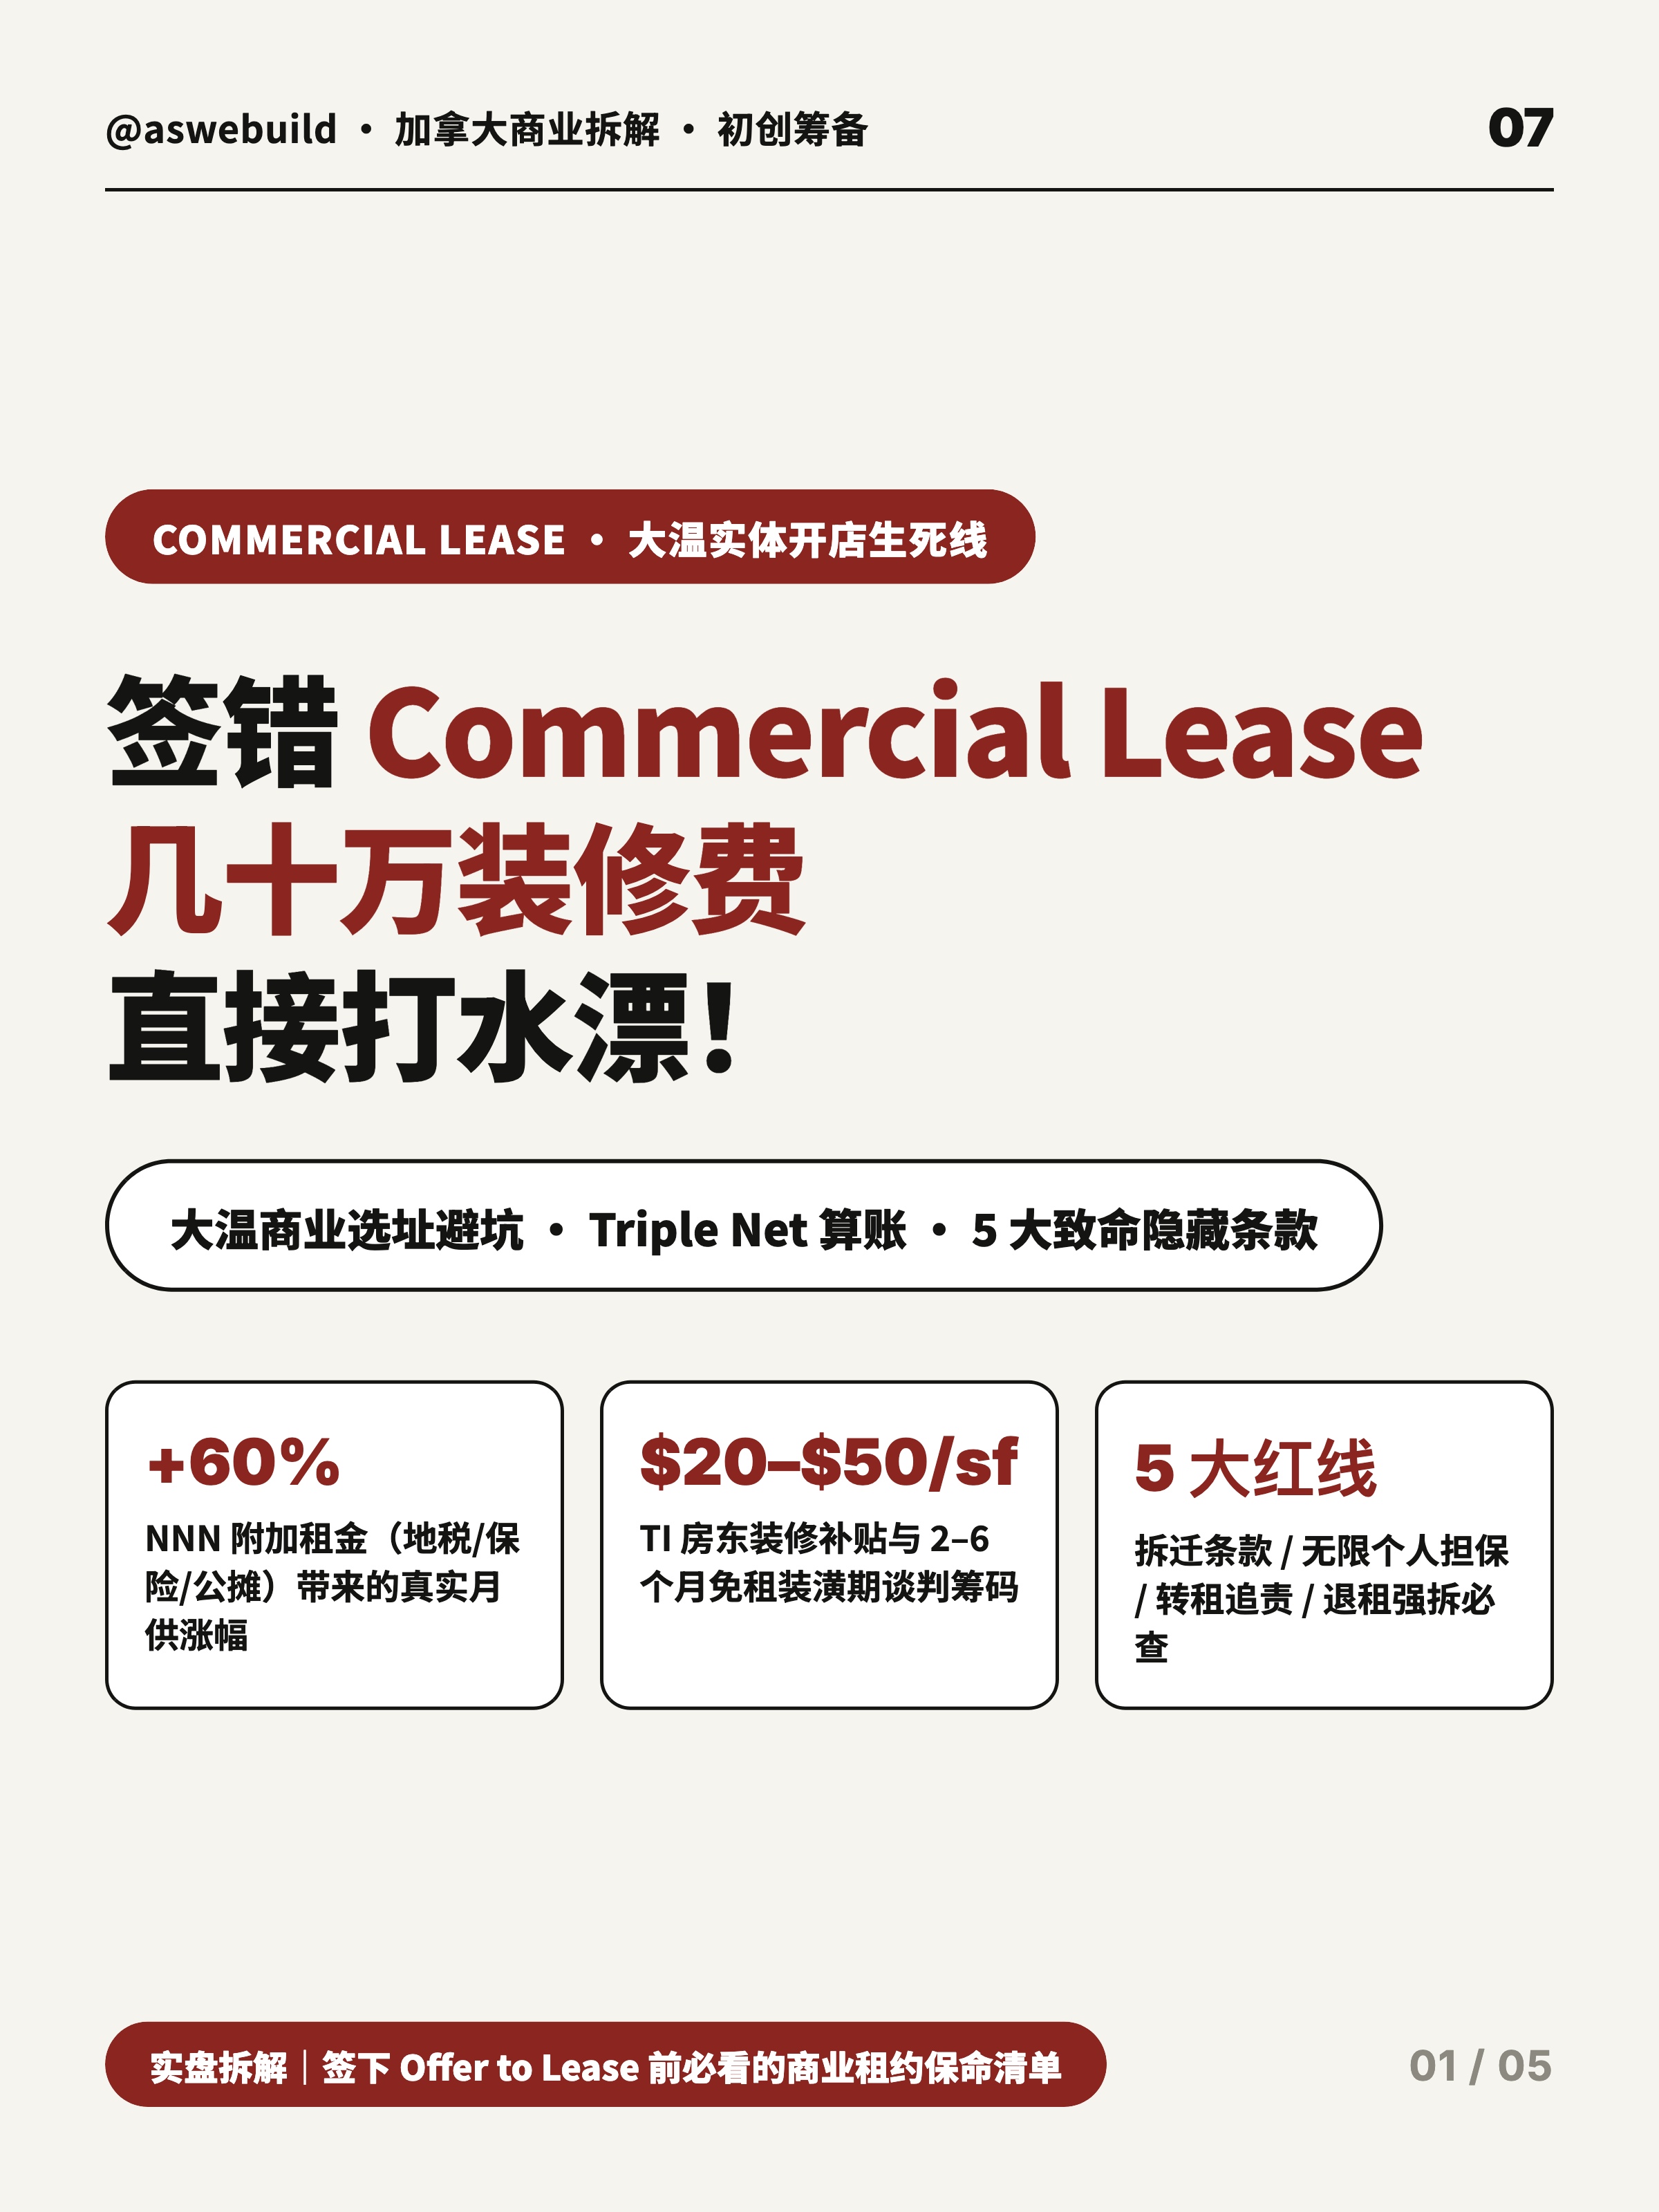 @aswebuild • 加拿大商业拆解 • 初创筹备
07
COMMERCIAL LEASE • 大温实体开店生死线
签错 Commercial Lease
几十万装修费
直接打水漂！
大温商业选址避坑 • Triple Net 算账 • 5 大致命隐藏条款
+60%
NNN 附加租金（地税/保
险/公摊）带来的真实月
供涨幅
$20–$50/sf
TI 房东装修补贴与 2–6
个月免租装潢期谈判筹码
5 大红线
拆迁条款 / 无限个人担保
/ 转租追责 / 退租强拆必
查
实盘拆解｜签下 Offer to Lease 前必看的商业租约保命清单
01 / 05